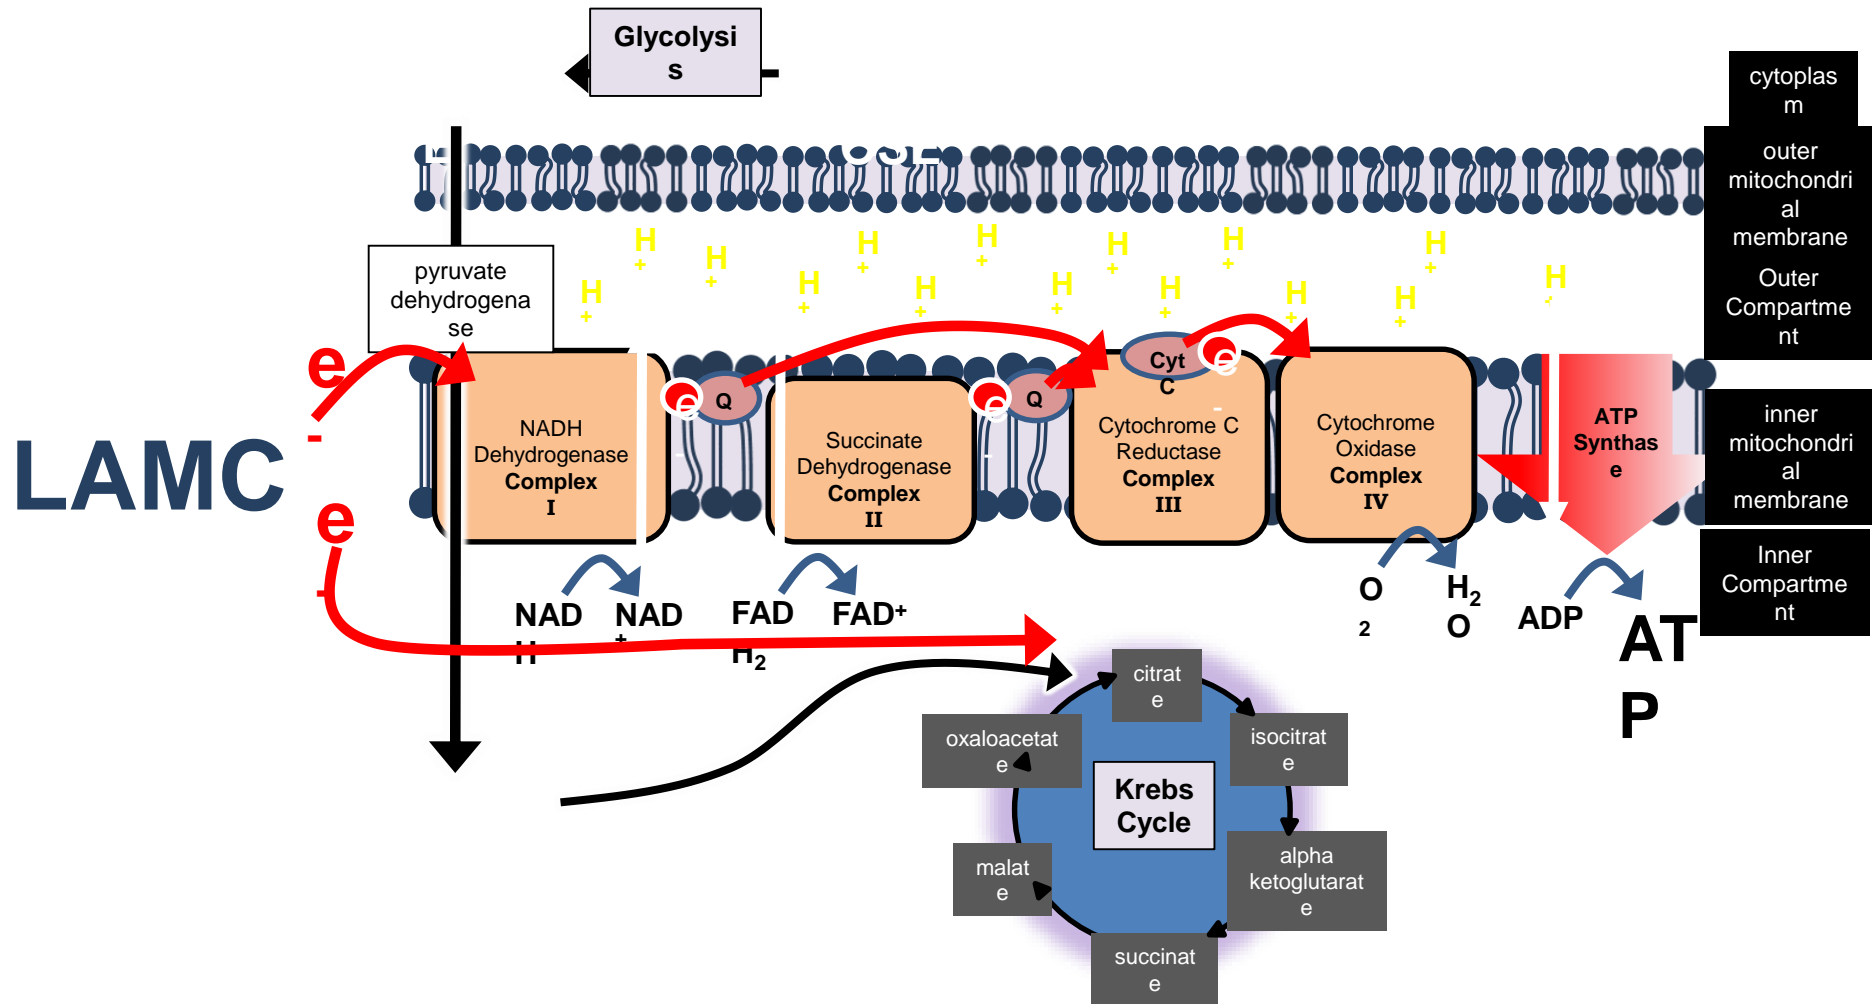 Glycolysi
s
cytoplas
m
OSE
outer
mitochondri
al
membrane
H
+
H
+
H
+
H
+
H
+
H
+
H
+
H
+
H
+
H
+
H
+
H
+
H
+
H
+
H
+
H
Outer
Compartme
nt
pyruvate
dehydrogena
se
e
-
e
-
LAMC
NADH
Dehydrogenase
Complex
I
e
-
Q
Succinate
Dehydrogenase
Complex
II
e
-
Q
Cyt
C
e
-
Cytochrome C
Reductase
Complex
III
Cytochrome
Oxidase
Complex
IV
ATP
Synthas
e
inner
mitochondri
al
membrane
Inner
Compartme
nt
NAD
H
NAD
+
FAD
H2
FAD+
O
2
H2
O
ADP
AT
P
citrat
e
isocitrat
e
alpha
ketoglutarat
e
succinat
e
malat
e
oxaloacetat
e
Krebs
Cycle